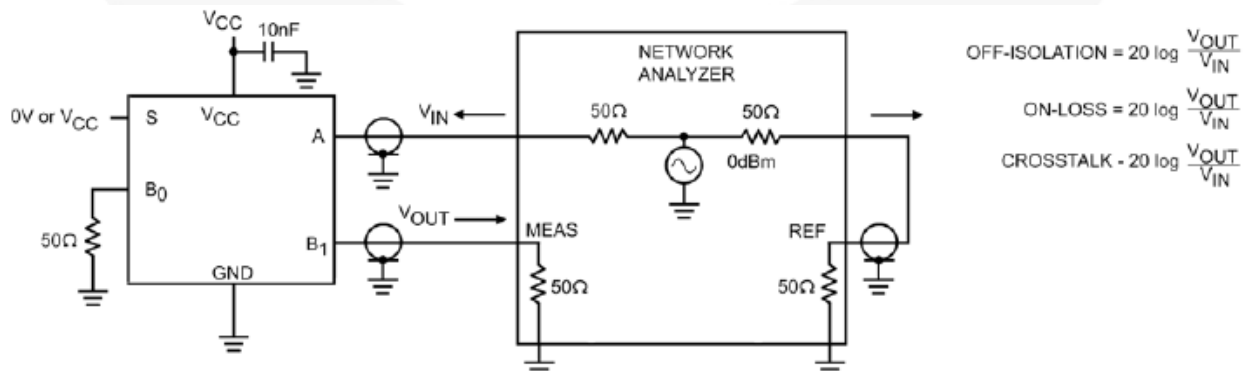 VCC
10nF
NETWORK
ANALYZER
OFF-ISOLATION = 20 log VOUT
VIN
0V or VCC
S
VCC
A
VIN
50Ω
50Ω
0dBm
ON-LOSS = 20 log VOUT
VIN
CROSSTALK - 20 log VOUT
VIN
B0
50Ω
VOUT
MEAS
REF
B1
GND
50Ω
50Ω